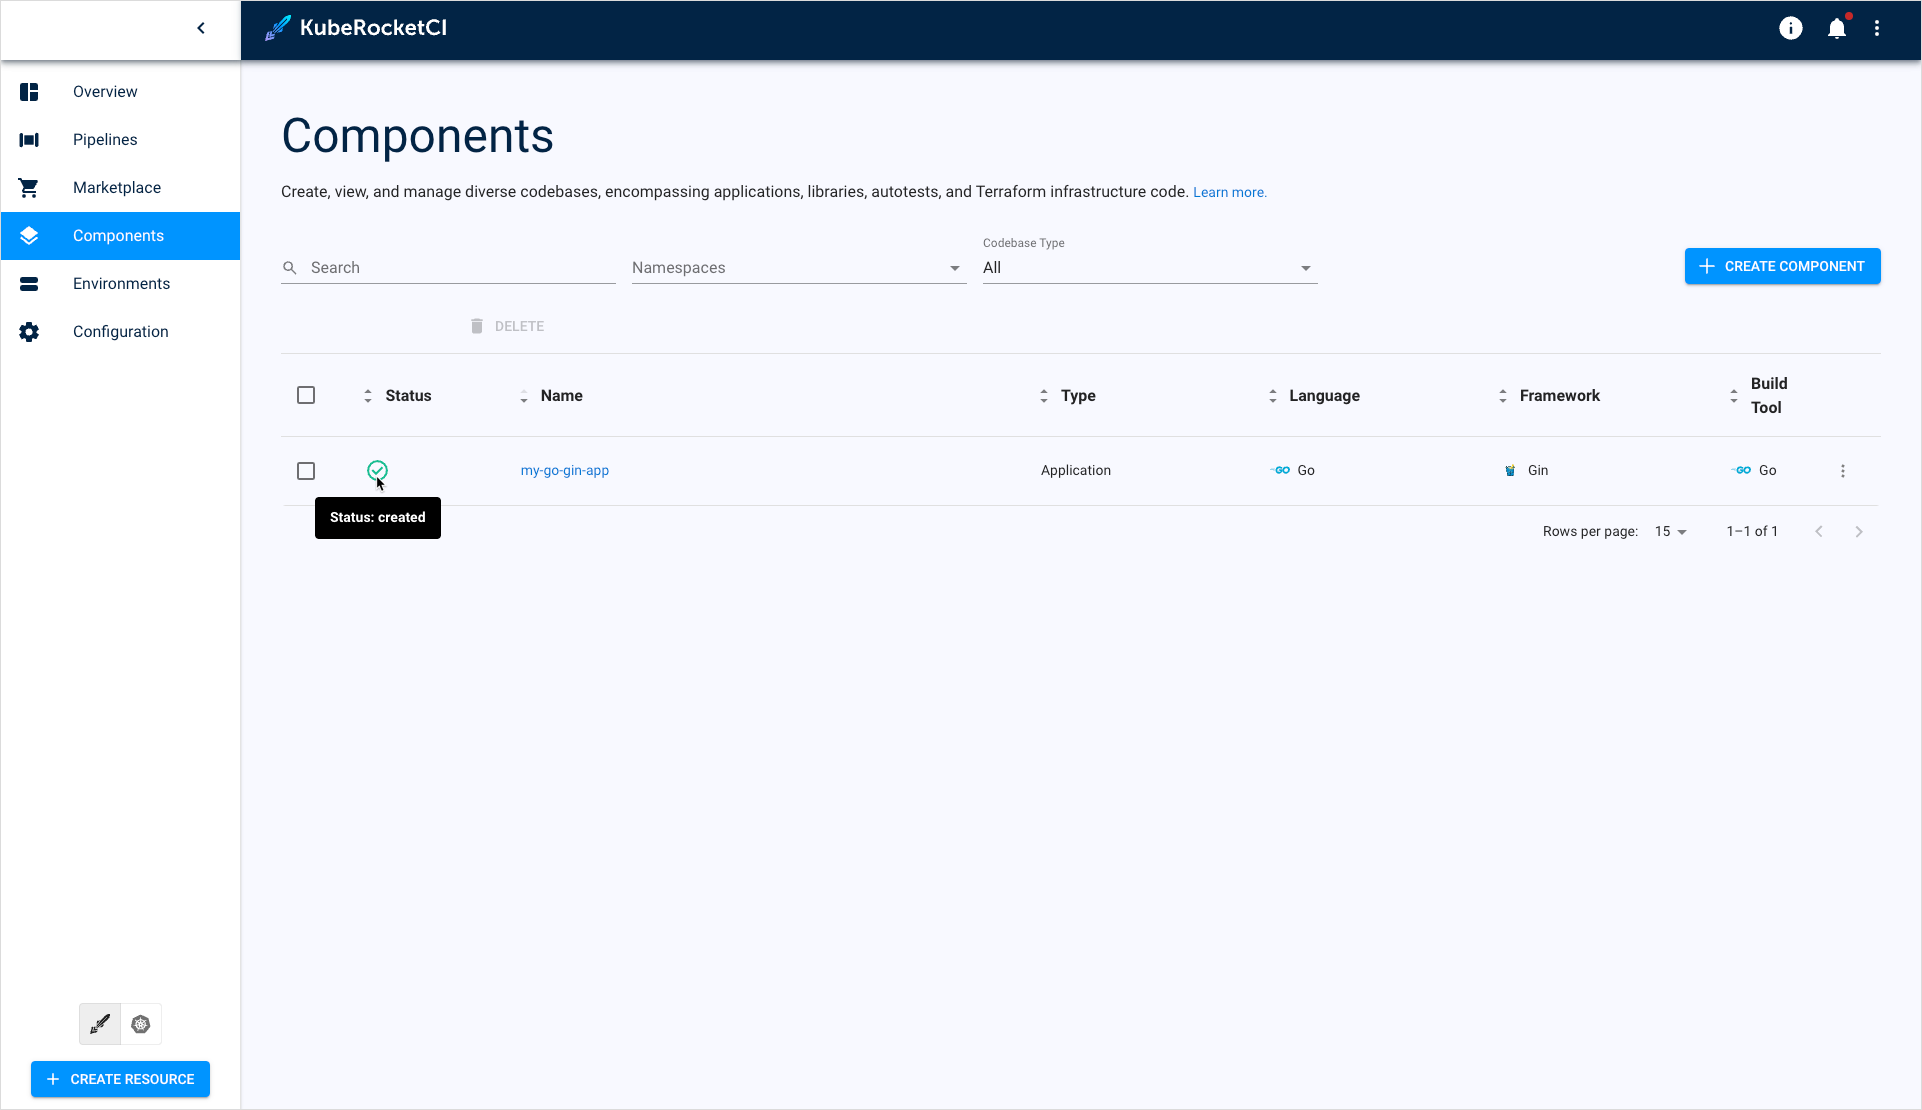 KubeRocketCI
Overview
Pipelines
Marketplace
Components
Environments
Configuration
Components
Create, view, and manage diverse codebases, encompassing applications, libraries, autotests, and Terraform infrastructure code. Learn more.
Codebase Type
Search
Namespaces
All
CREATE COMPONENT
DELETE
Status
Name
Type
Language
Framework
Build
Tool
my-go-gin-app
Application
GO Go
Gin
GO Go
Status: created
Rows per page: 15
1–1 of 1
CREATE RESOURCE